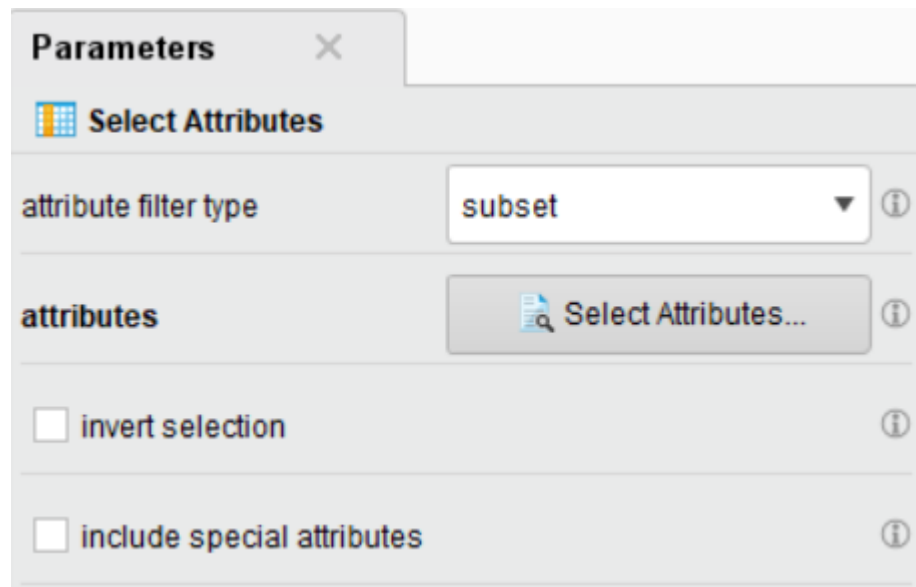 Parameters
Select Attributes
attribute filter type subset
attributes Select Attributes...
invert selection
include special attributes